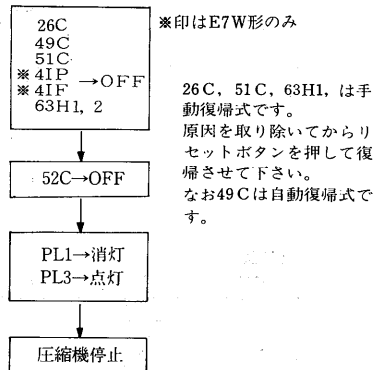 26C
※印はE7W形のみ
49C
51C
※4IP →OFF
※4IF
63H1, 2
26C, 51C, 63H1, は手
動復帰式です。
原因を取り除いてからリ
セットボタンを押して復
帰させて下さい。
なお49Cは自動復帰式で
す。
52C→OFF
PL1→消灯
PL3→点灯
圧縮機停止